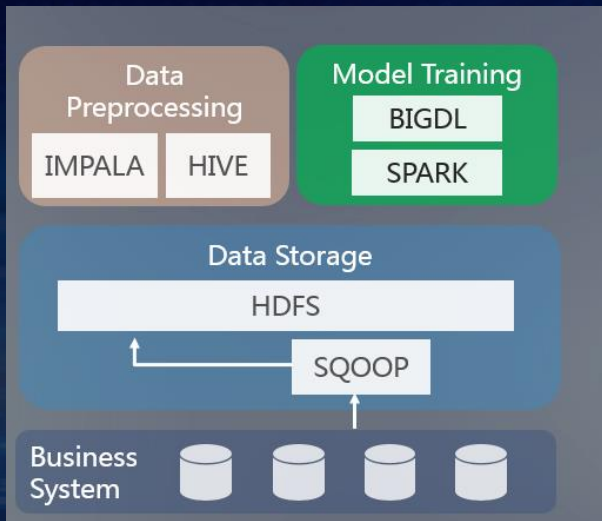 Data
Preprocessing
IMPALA
HIVE
Model Training
BIGDL
SPARK
Data Storage
HDFS
SQOOP
Business
System